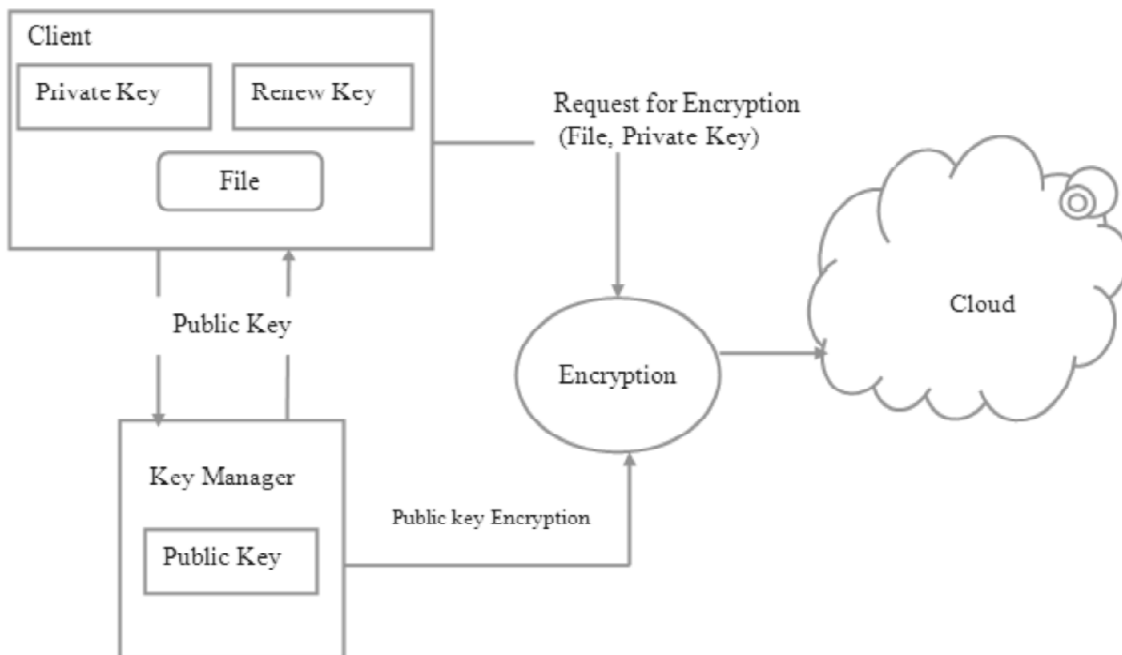 Client
Private Key
Renew Key
File
Request for Encryption
(File, Private Key)
Public Key
Encryption
Cloud
Key Manager
Public Key
Public key Encryption